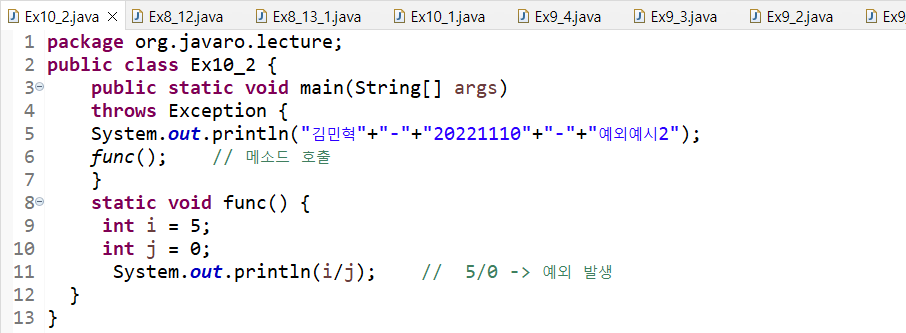 Ex10_2.java Ex8_12.java Ex8_13_1.java Ex10_1.java Ex9_4.java Ex9_3.java Ex9_2.java Ex9
1 package org.javaro.lecture;
2 public class Ex10_2 {
3 public static void main(String[] args)
4 throws Exception {
5 System.out.println("김민혁"+"-"+"20221110"+"-"+"예외예시2");
6 func(); // 메소드 호출
7 }
8 static void func() {
9 int i = 5;
10 int j = 0;
11 System.out.println(i/j); // 5/0 -> 예외 발생
12 }
13 }